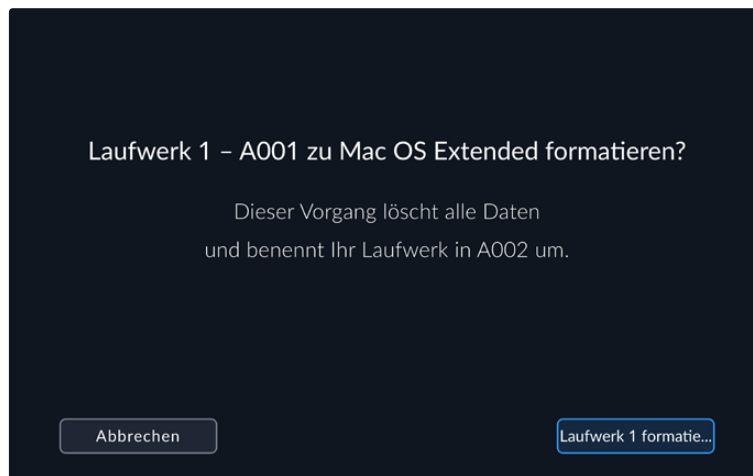 Laufwerk 1 – A001 zu Mac OS Extended formatieren?
Dieser Vorgang löscht alle Daten
und benennt Ihr Laufwerk in A002 um.
Abbrechen
Laufwerk 1 formatie...